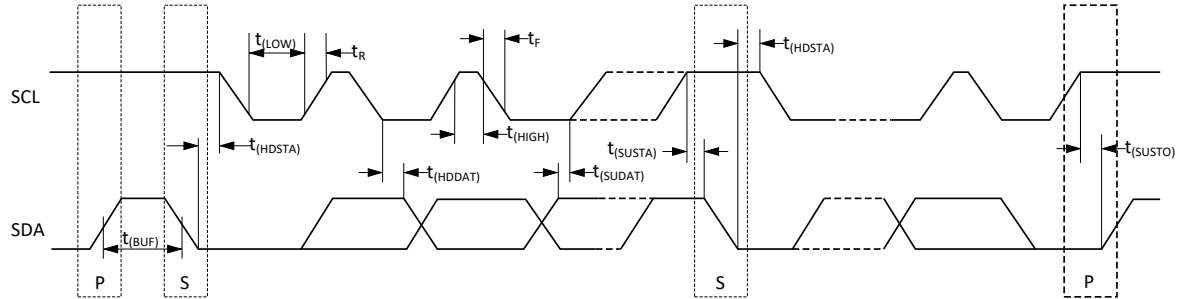 t(LOW)
tR
tF
t(HDSTA)
SCL
t(HDSTA)
t(HIGH)
t(SUSTA)
t(SUSTO)
t(HDDAT)
t(SUDAT)
SDA
t(BUF)
P
S
S
P